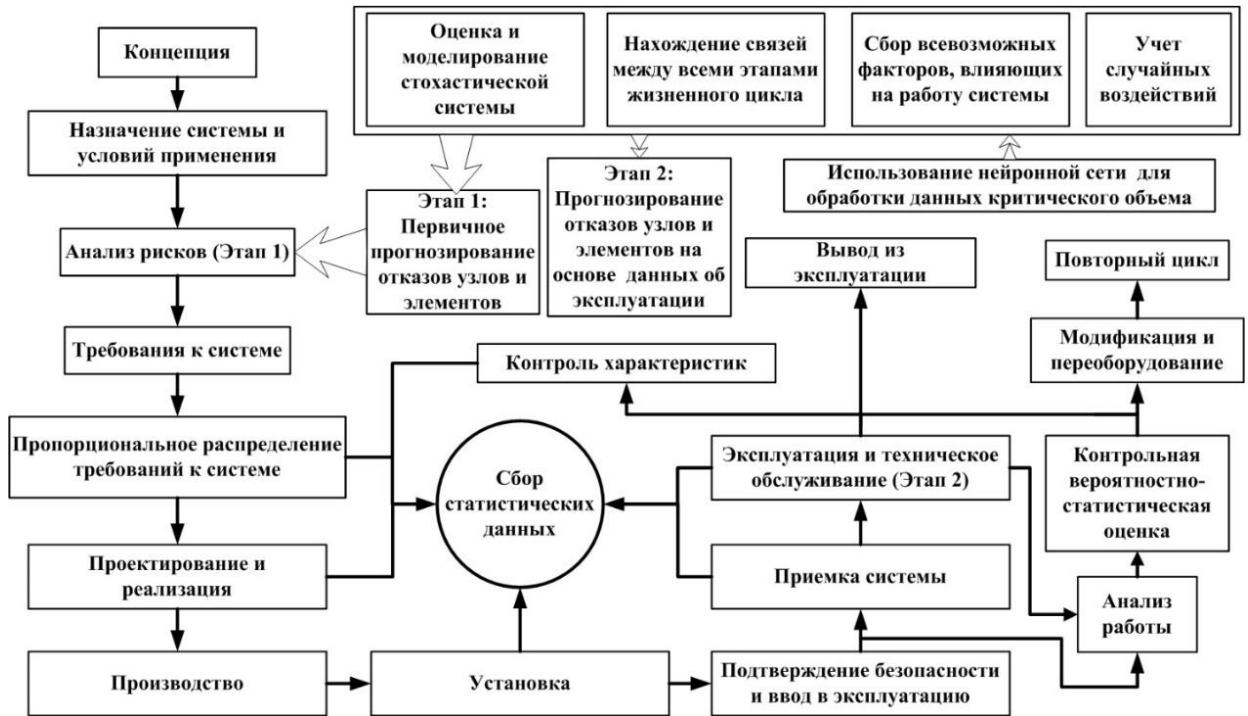 Концепция
Назначение системы и
условий применения
Анализ рисков (Этап 1)
Требования к системе
Пропорциональное распределение
требований к системе
Проектирование и
реализация
Производство
Оценка и
моделирование
стохастической
системы
Нахождение связей
между всеми этапами
жизненного цикла
Сбор всевозможных
факторов, влияющих
на работу системы
Учет
случайных
воздействий
Этап 1:
Первичное
прогнозирование
отказов узлов и
элементов
Этап 2:
Прогнозирование
отказов узлов и
элементов на
основе данных об
эксплуатации
Использование нейронной сети для
обработки данных критического объема
Вывод из
эксплуатации
Повторный цикл
Модификация и
переоборудование
Контроль характеристик
Сбор
статистических
данных
Эксплуатация и техническое
обслуживание (Этап 2)
Контрольная
вероятностно-
статистическая
оценка
Приемка системы
Анализ
работы
Установка
Подтверждение безопасности
и ввод в эксплуатацию